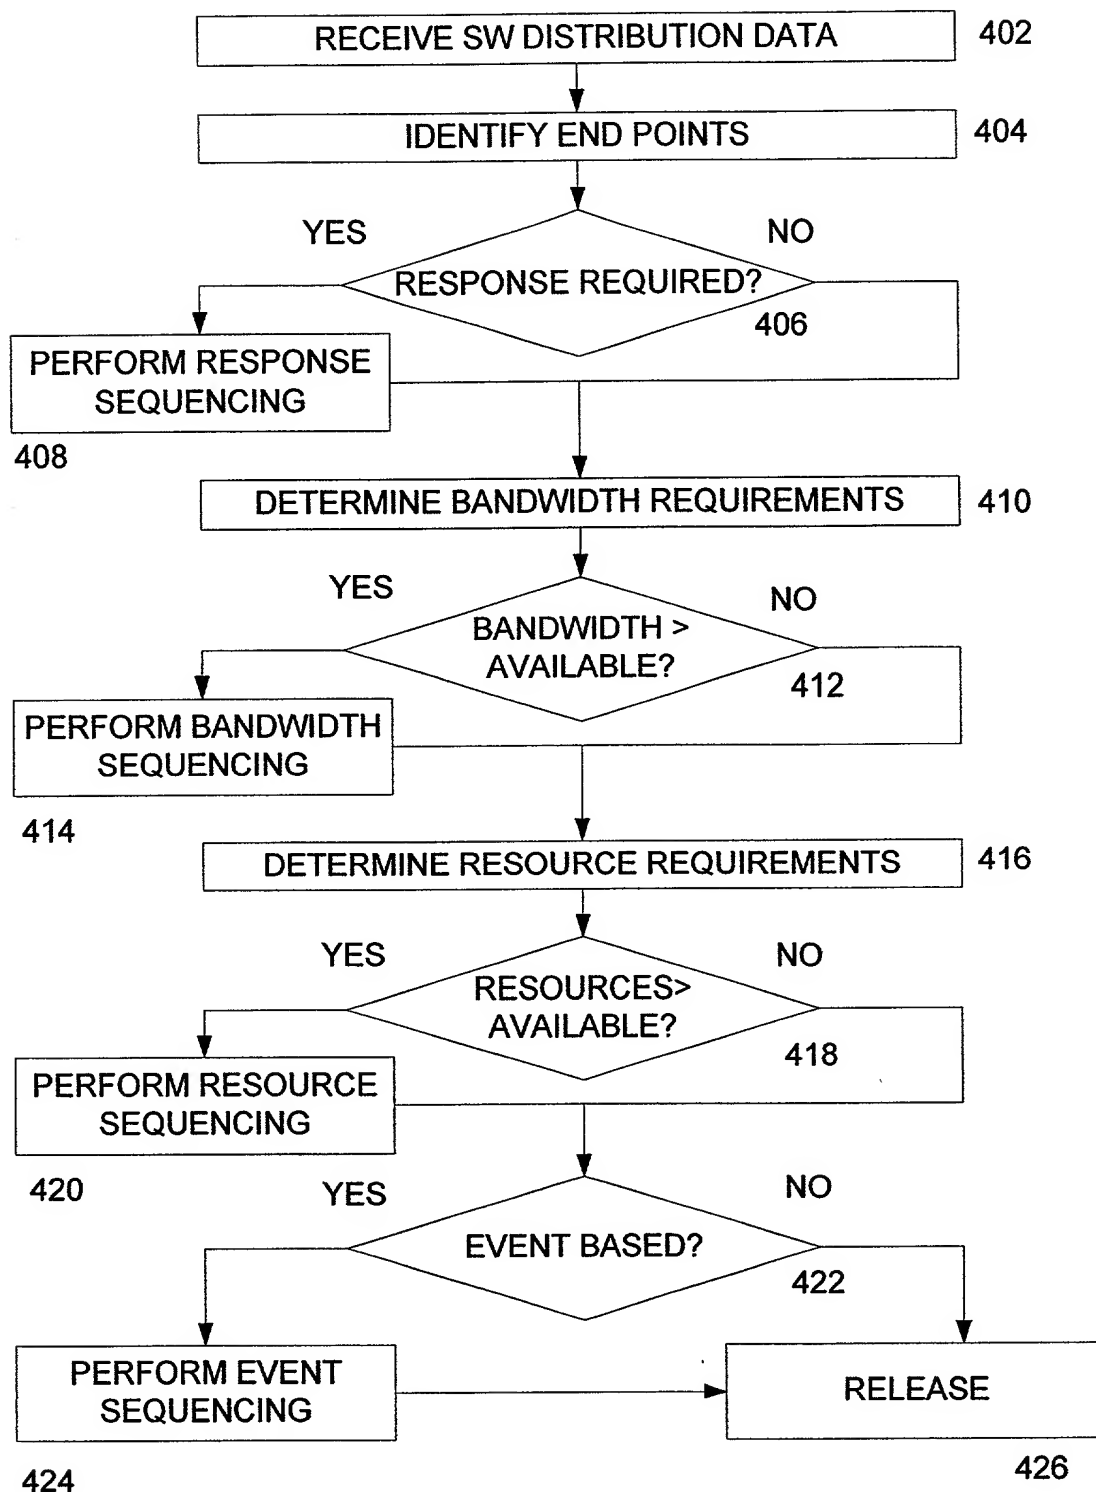 RECEIVE SW DISTRIBUTION DATA
402
IDENTIFY END POINTS
404
YES
NO
RESPONSE REQUIRED?
406
PERFORM RESPONSE
SEQUENCING
408
DETERMINE BANDWIDTH REQUIREMENTS
410
YES
NO
BANDWIDTH >
AVAILABLE?
412
PERFORM BANDWIDTH
SEQUENCING
414
DETERMINE RESOURCE REQUIREMENTS
416
YES
NO
RESOURCES>
AVAILABLE?
418
PERFORM RESOURCE
SEQUENCING
420
YES
NO
EVENT BASED?
422
PERFORM EVENT
SEQUENCING
424
RELEASE
426